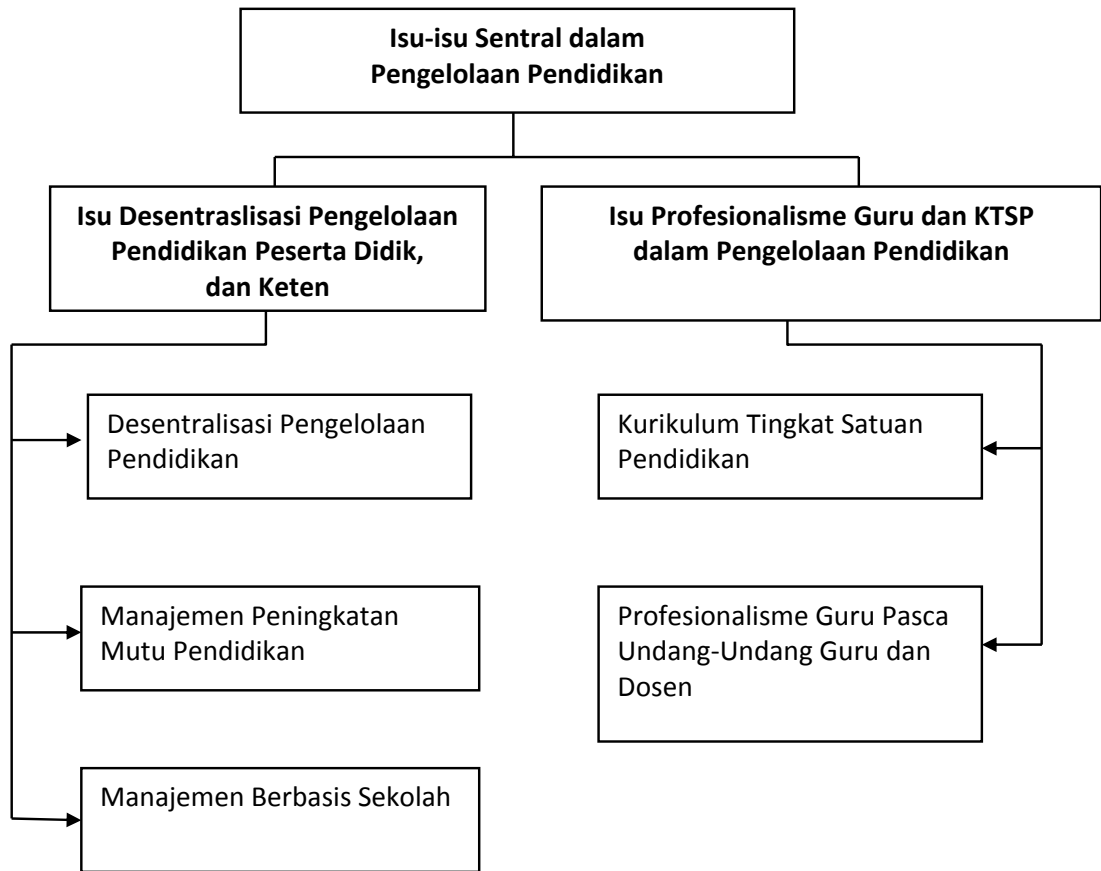 Isu-isu Sentral dalam
Pengelolaan Pendidikan
Isu Desentraslisasi Pengelolaan
Pendidikan Peserta Didik,
dan Keten
Isu Profesionalisme Guru dan KTSP
dalam Pengelolaan Pendidikan
Desentralisasi Pengelolaan
Pendidikan
Manajemen Peningkatan
Mutu Pendidikan
Manajemen Berbasis Sekolah
Kurikulum Tingkat Satuan
Pendidikan
Profesionalisme Guru Pasca
Undang-Undang Guru dan
Dosen